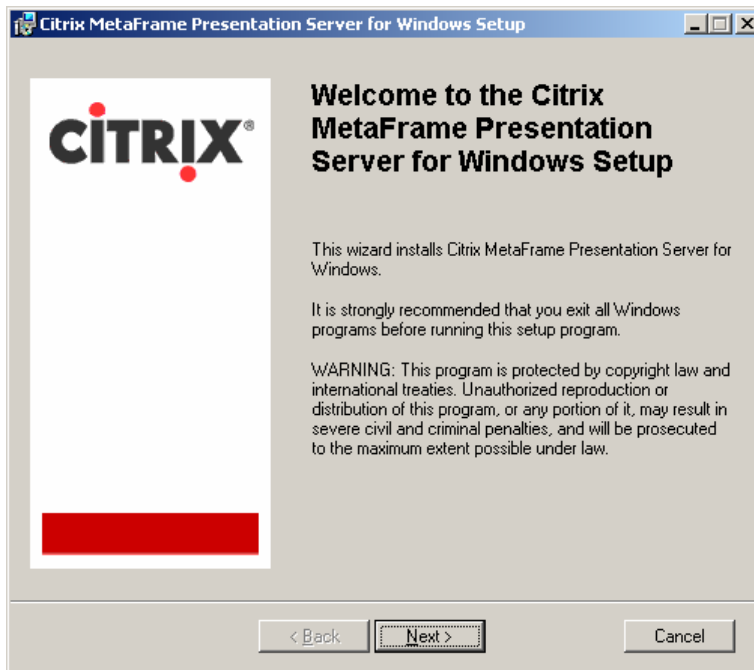 Citrix MetaFrame Presentation Server for Windows Setup
CITRIX®
Welcome to the Citrix
MetaFrame Presentation
Server for Windows Setup
This wizard installs Citrix MetaFrame Presentation Server for
Windows.
It is strongly recommended that you exit all Windows
programs before running this setup program.
WARNING: This program is protected by copyright law and
international treaties. Unauthorized reproduction or
distribution of this program, or any portion of it, may result in
severe civil and criminal penalties, and will be prosecuted
to the maximum extent possible under law.
< Back
Next >
Cancel